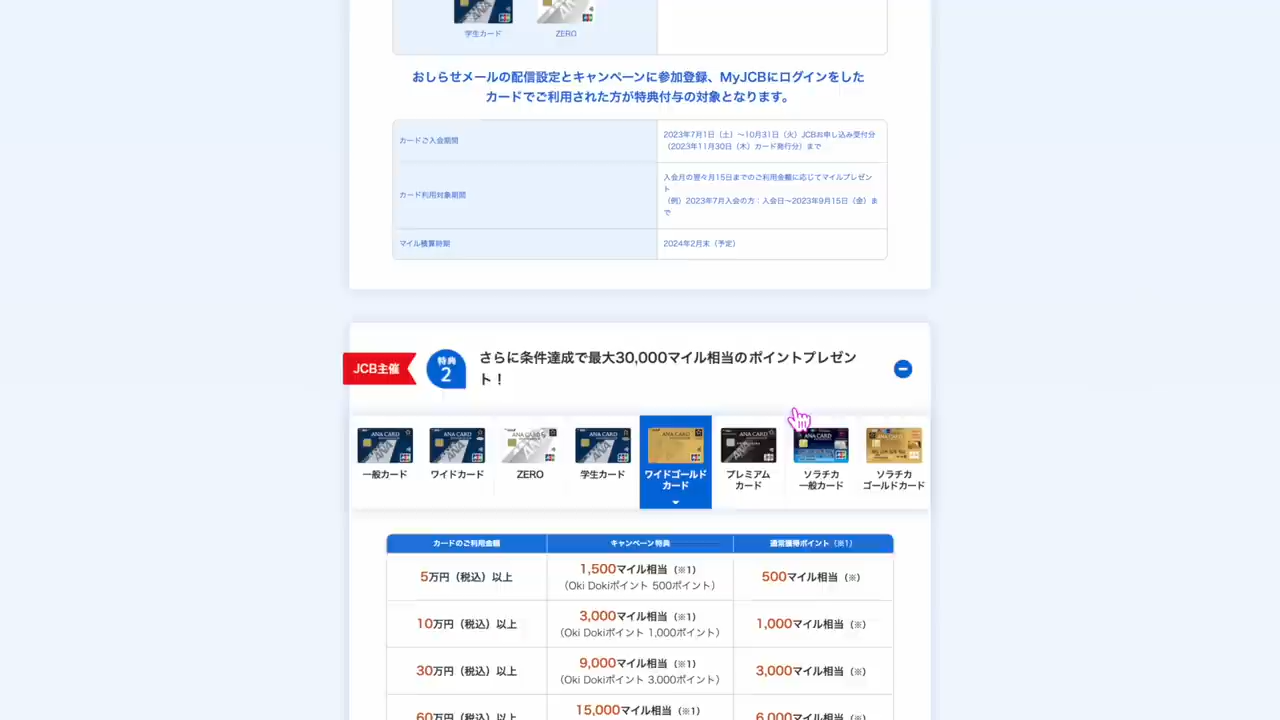 学生カード
ZERO
おしらせメールの配信設定とキャンペーンに参加登録、MyJCBにログインをした
カードでご利用された方が特典付与の対象となります。
カードご入会期間
2023年7月1日（土）〜10月31日（火）JCBお申し込み受付分
（2023年11月30日（木）カード発行分）まで
カード利用対象期間
入会月の翌々月15日までのご利用金額に応じてマイルプレゼン
ト
（例）2023年7月入会の方：入会日〜2023年9月15日（金）ま
で
マイル積算時期
2024年2月末（予定）
JCB主催
特典
2
さらに条件達成で最大30,000マイル相当のポイントプレゼン
ト！
一般カード
ワイドカード
ZERO
学生カード
ワイドゴールド
カード
プレミアム
カード
ソラチカ
一般カード
ソラチカ
ゴールドカード
カードのご利用金額
キャンペーン特典
通常獲得ポイント（※1）
5万円（税込）以上
1,500マイル相当（※1）
（Oki Dokiポイント 500ポイント）
500マイル相当（※）
10万円（税込）以上
3,000マイル相当（※1）
（Oki Dokiポイント 1,000ポイント）
1,000マイル相当（※）
30万円（税込）以上
9,000マイル相当（※1）
（Oki Dokiポイント 3,000ポイント）
3,000マイル相当（※）
60万円（税込）以上
15,000マイル相当（※1）
6,000マイル相当（※）